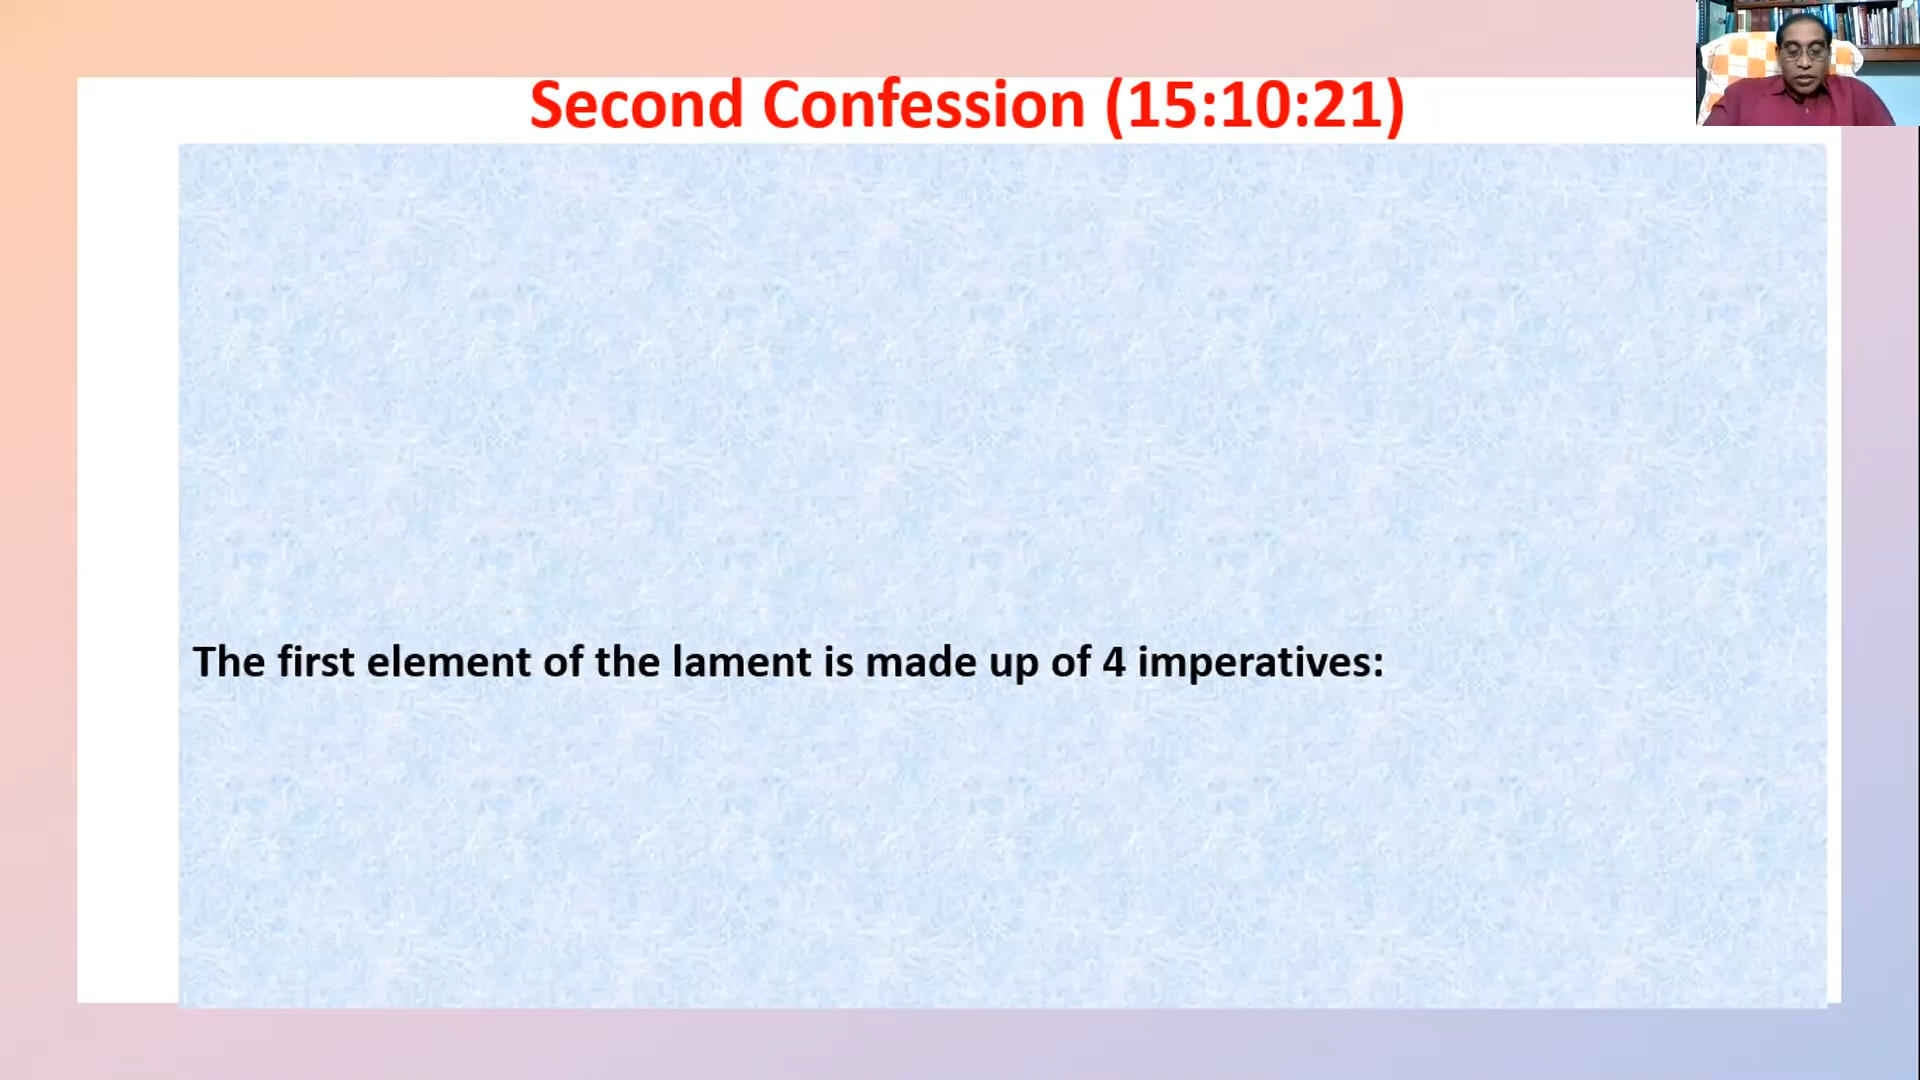 Second Confession (15:10:21)
The first element of the lament is made up of 4 imperatives: